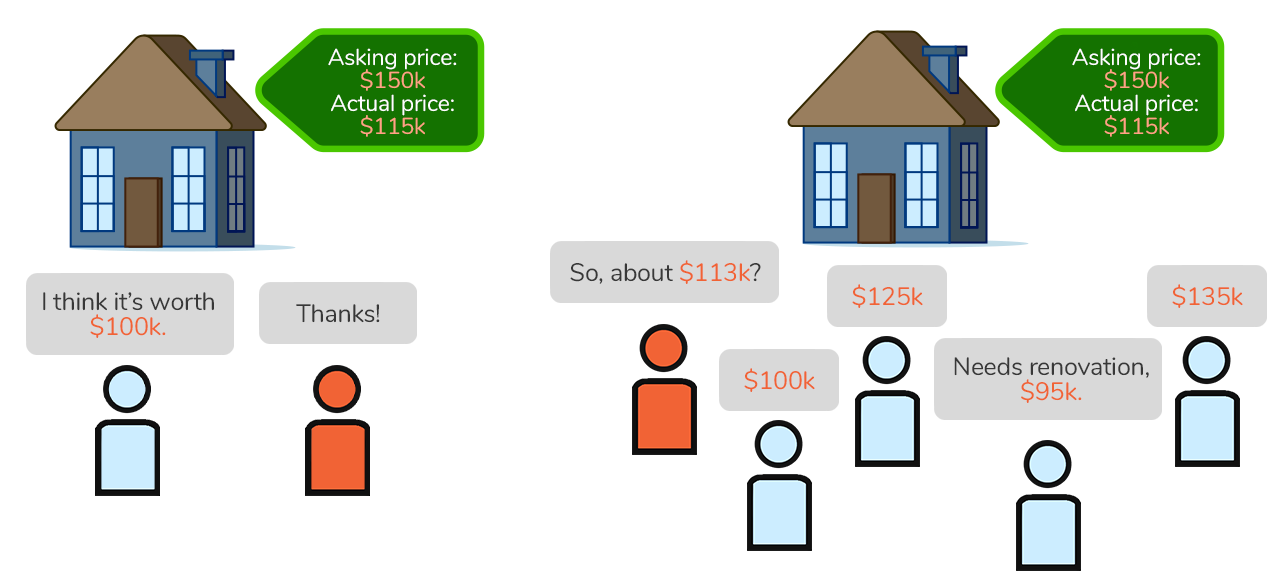 Asking price:
$150k
Actual price:
$115k
I think it’s worth
$100k.
Thanks!
Asking price:
$150k
Actual price:
$115k
So, about $113k?
$100k
$125k
Needs renovation,
$95k.
$135k